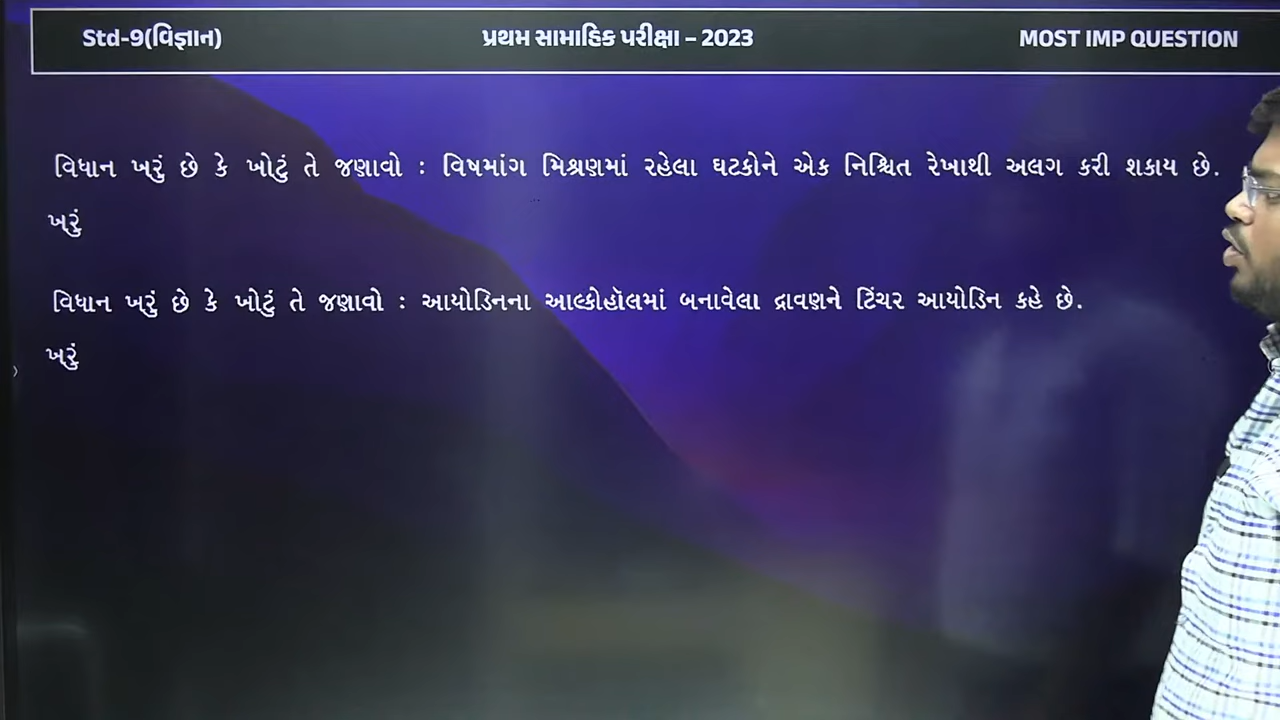 Std-9(વિજ્ઞાન) પ્રથમ સામાહિક પરીક્ષા – 2023 MOST IMP QUESTION
વિધાન ખરું છે કે ખોટું તે જણાવો : વિષમાંગ મિશ્રણમાં રહેલા ઘટકોને એક નિશ્ચિત રેખાથી અલગ કરી શકાય છે.
ખરું
વિધાન ખરું છે કે ખોટું તે જણાવો : આયોડિનના આલ્કોહૉલમાં બનાવેલા દ્રાવણને ટિંચર આયોડિન કહે છે.
ખરું